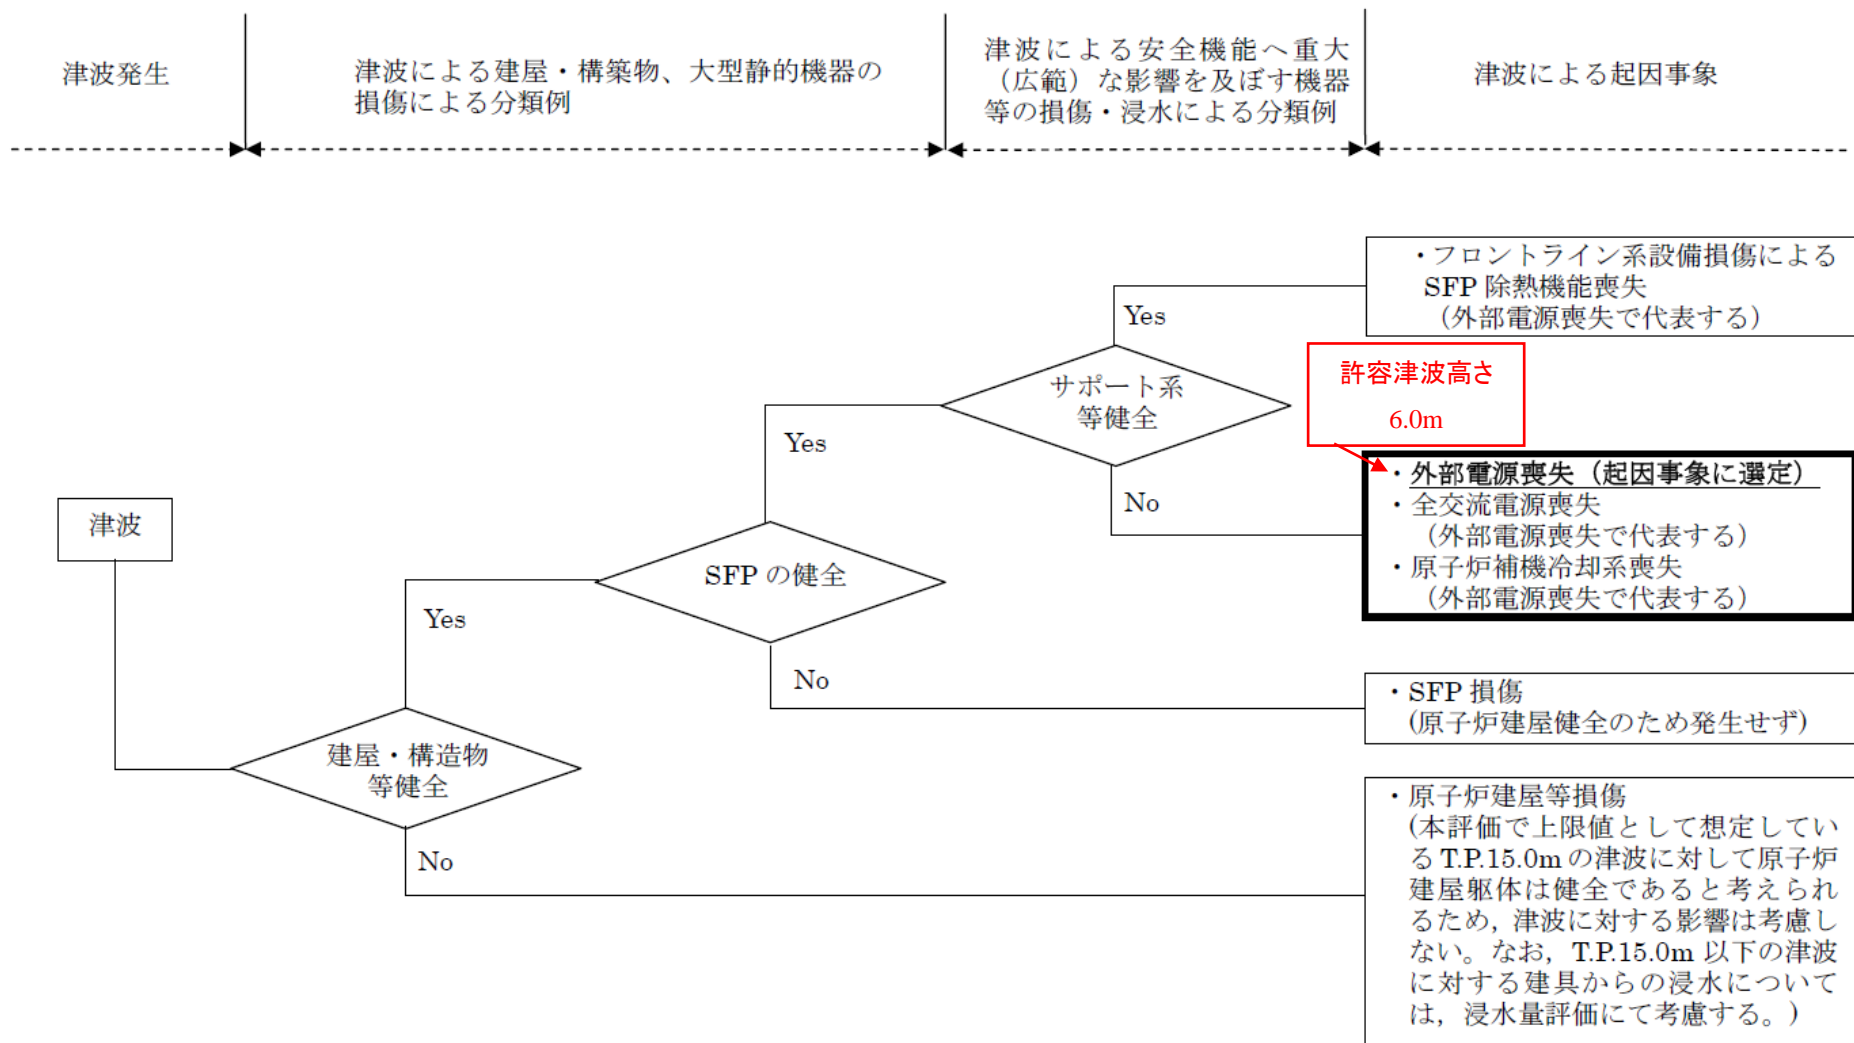 津波発生
津波による建屋・構築物、大型静的機器の
損傷による分類例
津波による安全機能へ重大
（広範）な影響を及ぼす機器
等の損傷・浸水による分類例
津波による起因事象
・フロントライン系設備損傷による
SFP 除熱機能喪失
（外部電源喪失で代表する）
Yes
サポート系
等健全
許容津波高さ
6.0m
Yes
No
・外部電源喪失（起因事象に選定）
・全交流電源喪失
（外部電源喪失で代表する）
・原子炉補機冷却系喪失
（外部電源喪失で代表する）
津波
SFP の健全
Yes
No
・SFP 損傷
(原子炉建屋健全のため発生せず)
建屋・構造物
等健全
No
・原子炉建屋等損傷
(本評価で上限値として想定してい
る T.P.15.0m の津波に対して原子炉
建屋躯体は健全であると考えられ
るため，津波に対する影響は考慮し
ない。なお，T.P.15.0m 以下の津波
に対する建具からの浸水について
は，浸水量評価にて考慮する。)